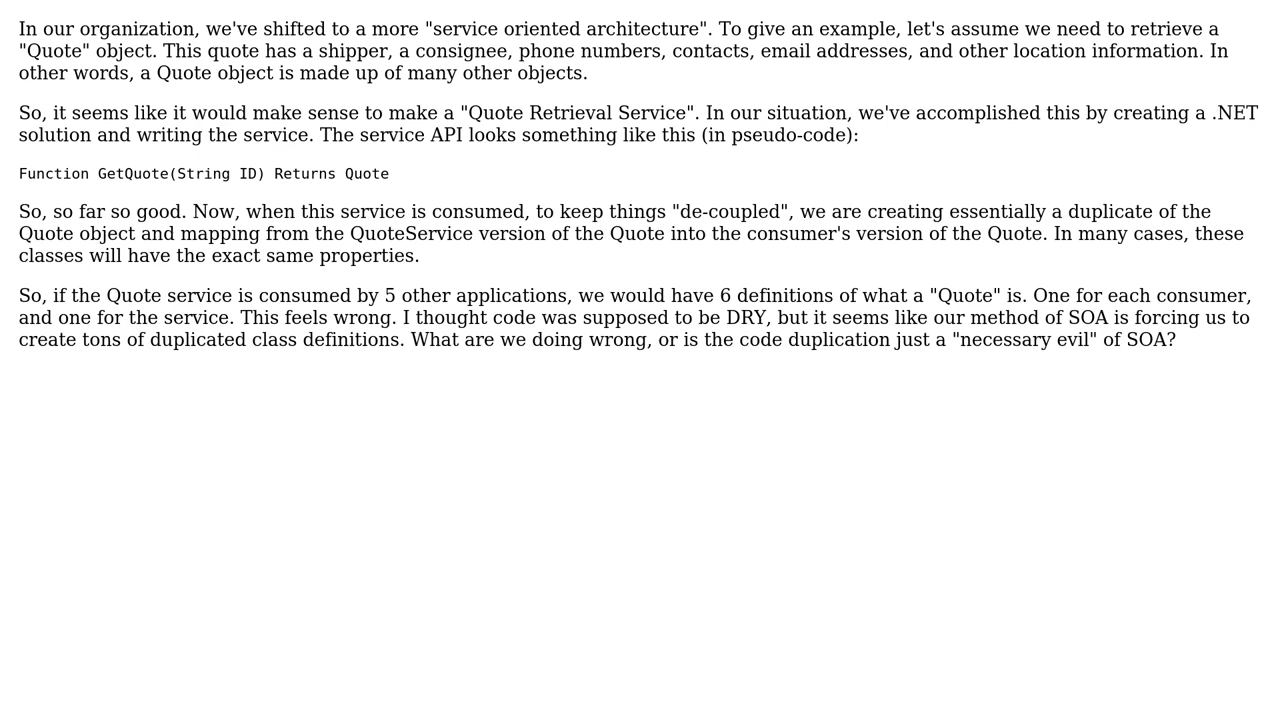 In our organization, we've shifted to a more "service oriented architecture". To give an example, let's assume we need to retrieve a
"Quote" object. This quote has a shipper, a consignee, phone numbers, contacts, email addresses, and other location information. In
other words, a Quote object is made up of many other objects.
So, it seems like it would make sense to make a "Quote Retrieval Service". In our situation, we've accomplished this by creating a .NET
solution and writing the service. The service API looks something like this (in pseudo-code):
Function GetQuote(String ID) Returns Quote
So, so far so good. Now, when this service is consumed, to keep things "de-coupled", we are creating essentially a duplicate of the
Quote object and mapping from the QuoteService version of the Quote into the consumer's version of the Quote. In many cases, these
classes will have the exact same properties.
So, if the Quote service is consumed by 5 other applications, we would have 6 definitions of what a "Quote" is. One for each consumer,
and one for the service. This feels wrong. I thought code was supposed to be DRY, but it seems like our method of SOA is forcing us to
create tons of duplicated class definitions. What are we doing wrong, or is the code duplication just a "necessary evil" of SOA?